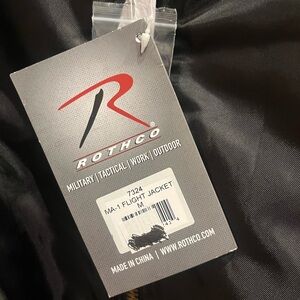 ROTHCO
MILITARY | TACTICAL | WORK | OUTDOOR
7324
MA-1 FLIGHT JACKET
M
MADE IN CHINA | WWW.ROTHCO.COM